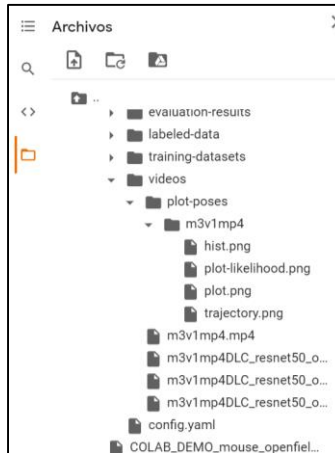 Archivos
..
evaluation-results
labeled-data
training-datasets
videos
plot-poses
m3v1mp4
hist.png
plot-likelihood.png
plot.png
trajectory.png
m3v1mp4.mp4
m3v1mp4DLC_resnet50_o...
m3v1mp4DLC_resnet50_o...
m3v1mp4DLC_resnet50_o...
config.yaml
COLAB_DEMO_mouse_openfiel...